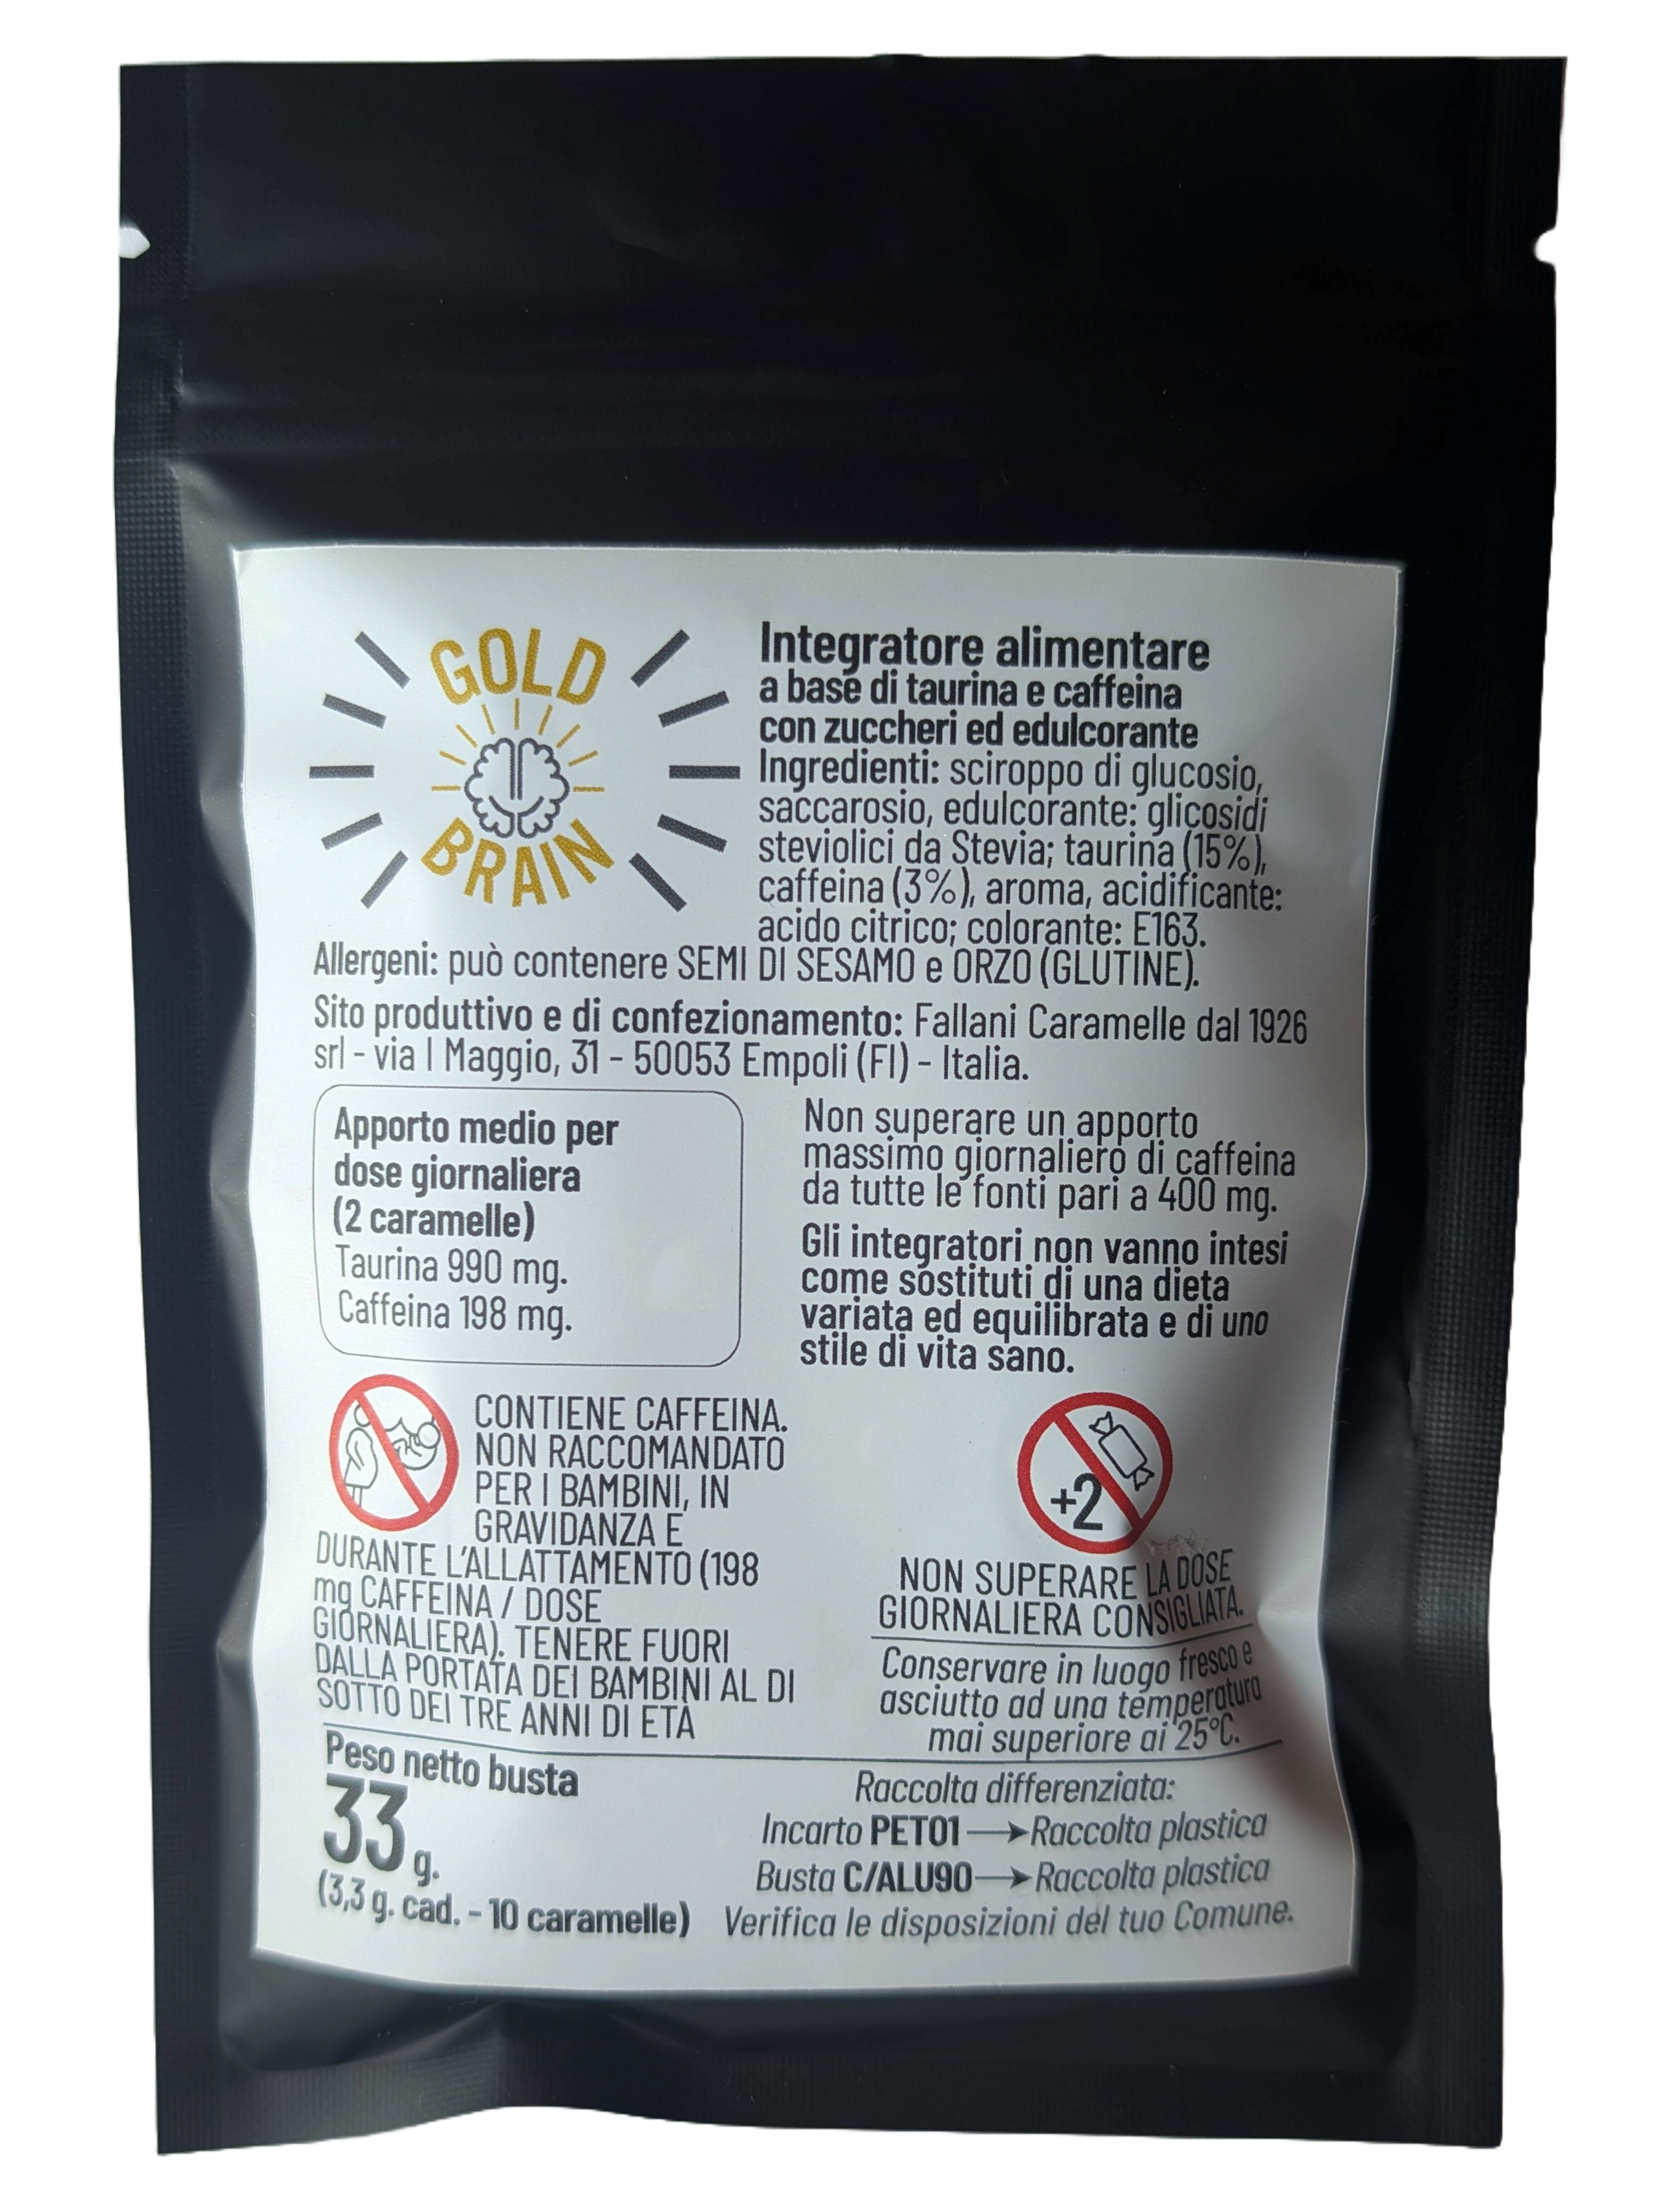 GOLD
BRAIN
Integratore alimentare
a base di taurina e caffeina
con zuccheri ed edulcorante
Ingredienti: sciroppo di glucosio,
saccarosio, edulcorante: glicosidi
steviolici da Stevia; taurina (15%),
caffeina (3%), aroma, acidificante:
acido citrico; colorante: E163.
Allergeni: può contenere SEMI DI SESAMO e ORZO (GLUTINE).
Sito produttivo e di confezionamento: Fallani Caramelle dal 1926
srl - via I Maggio, 31 - 50053 Empoli (FI) - Italia.
Apporto medio per
dose giornaliera
(2 caramelle)
Taurina 990 mg.
Caffeina 198 mg.
Non superare un apporto
massimo giornaliero di caffeina
da tutte le fonti pari a 400 mg.
Gli integratori non vanno intesi
come sostituti di una dieta
variata ed equilibrata e di uno
stile di vita sano.
CONTIENE CAFFEINA.
NON RACCOMANDATO
PER I BAMBINI, IN
GRAVIDANZA E
DURANTE L'ALLATTAMENTO (198
mg CAFFEINA / DOSE
GIORNALIERA). TENERE FUORI
DALLA PORTATA DEI BAMBINI AL DI
SOTTO DEI TRE ANNI DI ETÀ
+2
NON SUPERARE LA DOSE
GIORNALIERA CONSIGLIATA.
Conservare in luogo fresco e
asciutto ad una temperatura
mai superiore ai 25°C.
Peso netto busta
33 g.
(3,3 g. cad. - 10 caramelle)
Raccolta differenziata:
Incarto PET01 → Raccolta plastica
Busta C/ALU90 → Raccolta plastica
Verifica le disposizioni del tuo Comune.